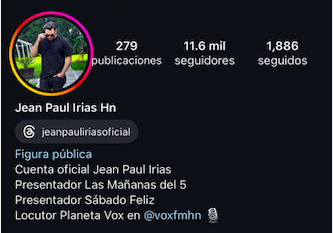 279 11.6 mil 1,886
publicaciones seguidores seguidos
Jean Paul Irias Hn
jeanpauliriasoficial
Figura pública
Cuenta oficial Jean Paul Irias
Presentador Las Mañanas del 5
Presentador Sábado Feliz
Locutor Planeta Vox en @voxfmhn 🎙️